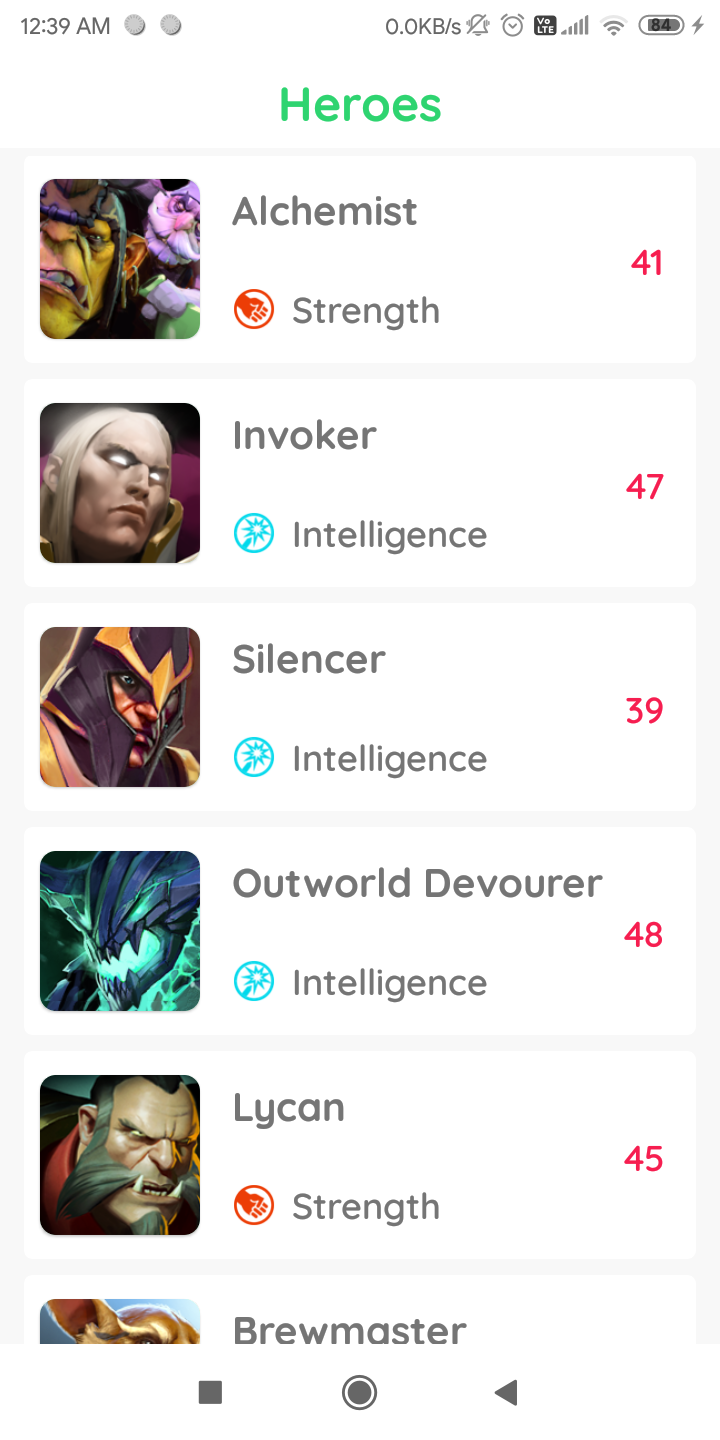 12:39 AM 0.0KB/s Vo LTE 84
Heroes
Alchemist
41
Strength
Invoker
47
Intelligence
Silencer
39
Intelligence
Outworld Devourer
48
Intelligence
Lycan
45
Strength
Brewmaster